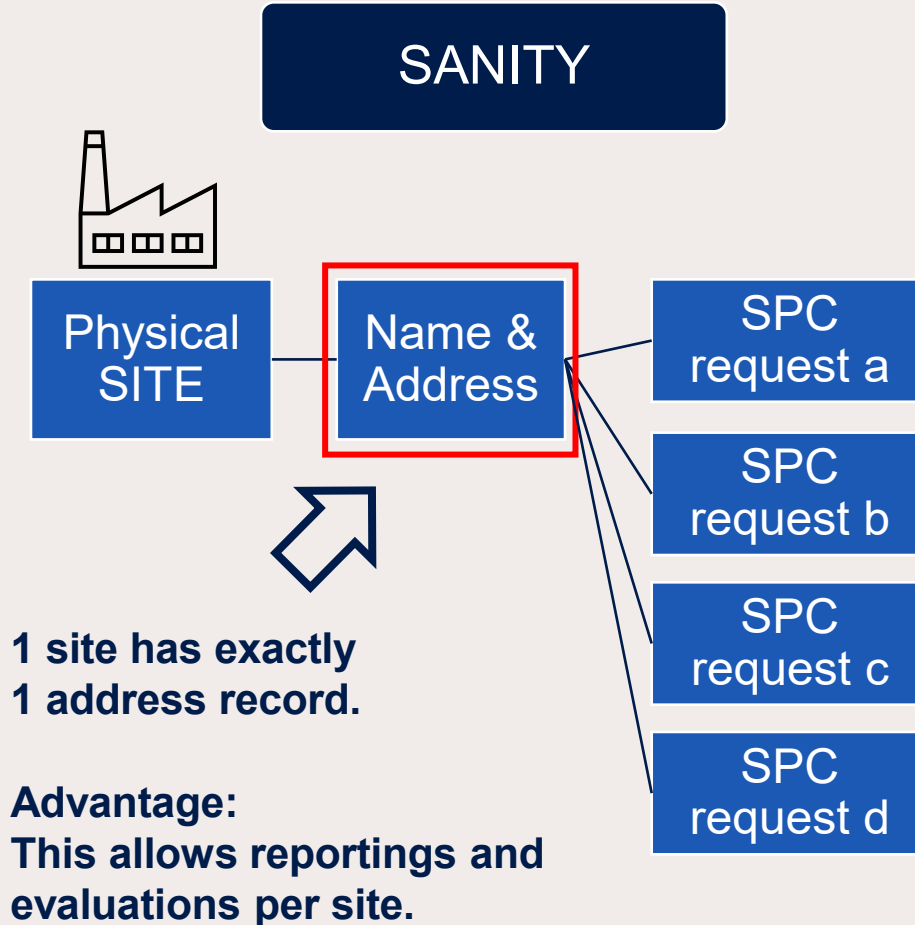 SANITY
Physical
SITE
Name &
Address
SPC
request a
SPC
request b
SPC
request c
SPC
request d
1 site has exactly
1 address record.
Advantage:
This allows reportings and
evaluations per site.